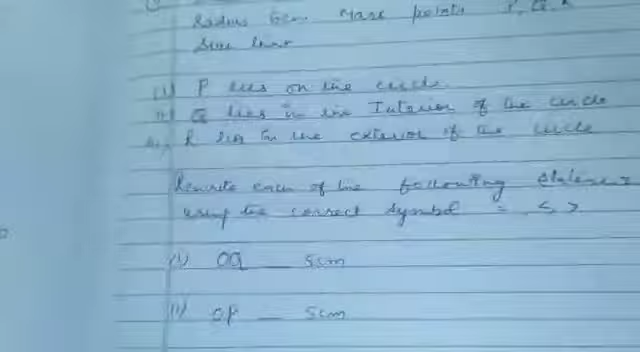 Radius 5cm. Mark points P, Q, R
Such that
(i) P lies on the circle
(ii) Q lies in the Interior of the circle
(iii) R lies in the exterior of the circle
Rewrite each of the following statements
using the correct symbol =, <, >
(i) OQ __ 5cm
(ii) OP __ 5cm